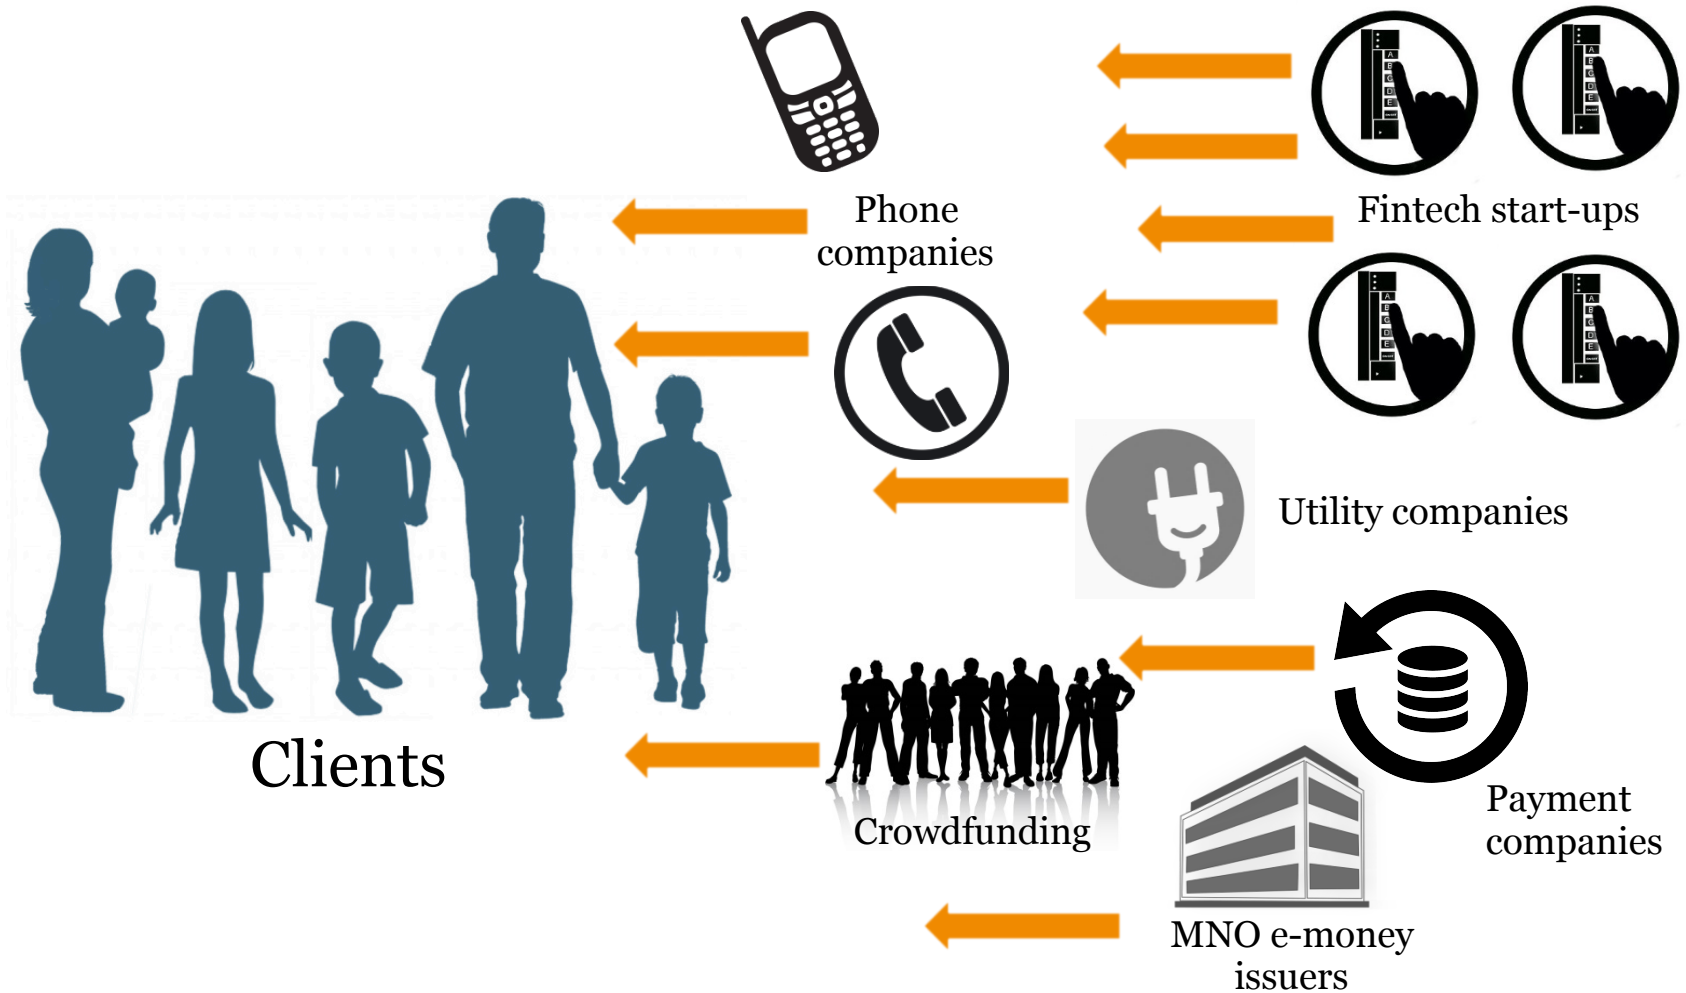 Phone
companies
Fintech start-ups
A
B
C
D
E
A
B
C
D
E
A
B
C
D
E
A
B
C
D
E
Utility companies
Clients
Crowdfunding
Payment
companies
MNO e-money
issuers